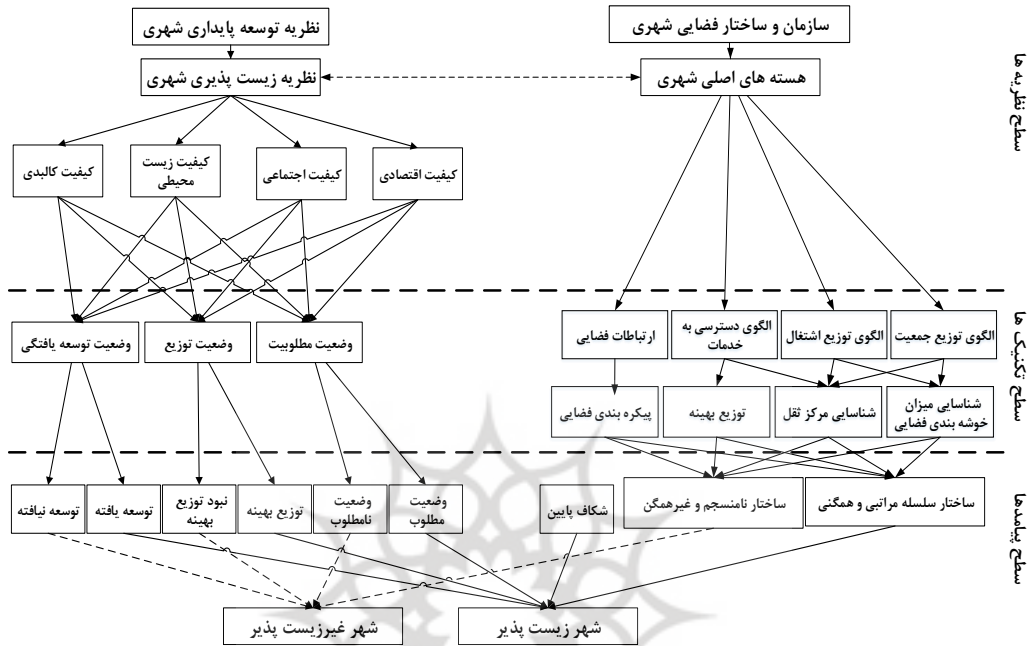 سازمان و ساختار فضایی شهری
نظریه توسعه پایداری شهری
هسته های اصلی شهری
نظریه زیست پذیری شهری
سطح نظریه ها
کیفیت اقتصادی
کیفیت اجتماعی
کیفیت زیست
محیطی
کیفیت کالبدی
الگوی توزیع جمعیت
الگوی توزیع اشتغال
الگوی دسترسی به
خدمات
ارتباطات فضایی
وضعیت مطلوبیت
وضعیت توزیع
وضعیت توسعه یافتگی
سطح تکنیک ها
شناسایی میزان
خوشه بندی فضایی
شناسایی مرکز ثقل
توزیع بهینه
پیکره بندی فضایی
ساختار سلسله مراتبی و همگنی
ساختار نامنسجم و غیرهمگن
شکاف پایین
وضعیت
مطلوب
وضعیت
نامطلوب
توزیع بهینه
نبود توزیع
بهینه
توسعه یافته
توسعه نیافته
سطح پیامدها
شهر زیست پذیر
شهر غیرزیست پذیر